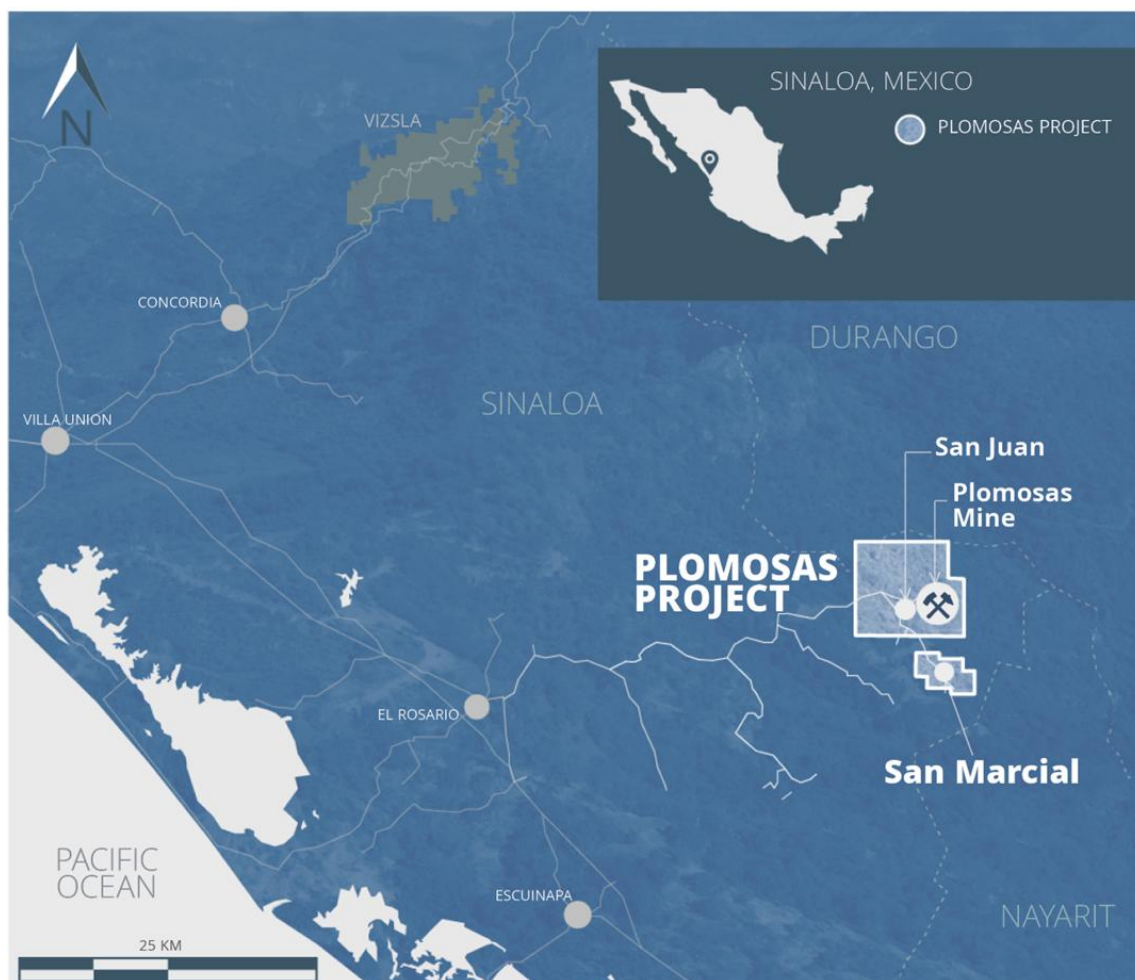 N
VIZSLA
SINALOA, MEXICO
PLOMOSAS PROJECT
CONCORDIA
DURANGO
SINALOA
VILLA UNION
San Juan
Plomosas
Mine
PLOMOSAS
PROJECT
EL ROSARIO
San Marcial
PACIFIC
OCEAN
ESCUINAPA
NAYARIT
25 KM